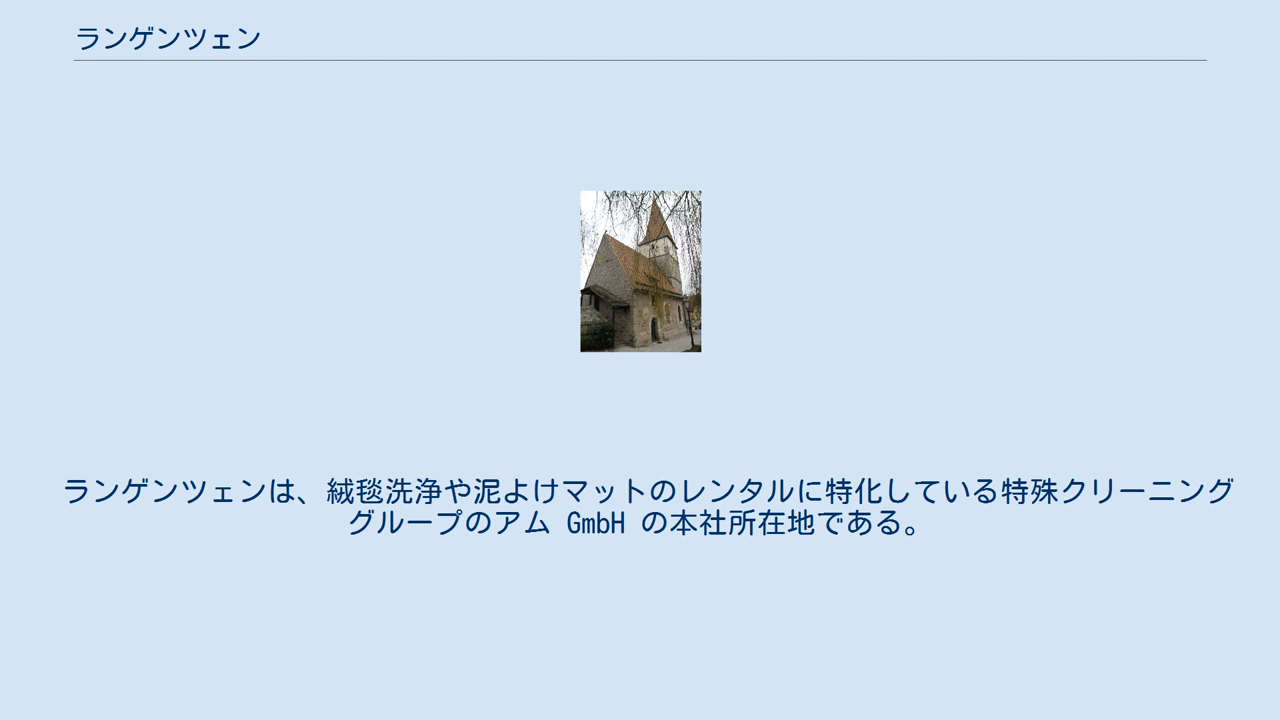 ランゲンツェン
ランゲンツェンは、絨毯洗浄や泥よけマットのレンタルに特化している特殊クリーニング
グループのアム GmbH の本社所在地である。